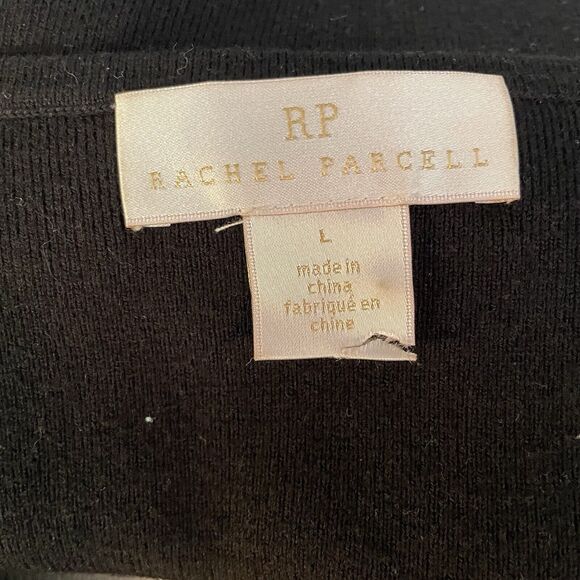 RP
RACHEL PARCELL
L
made in
china
fabriqué en
chine